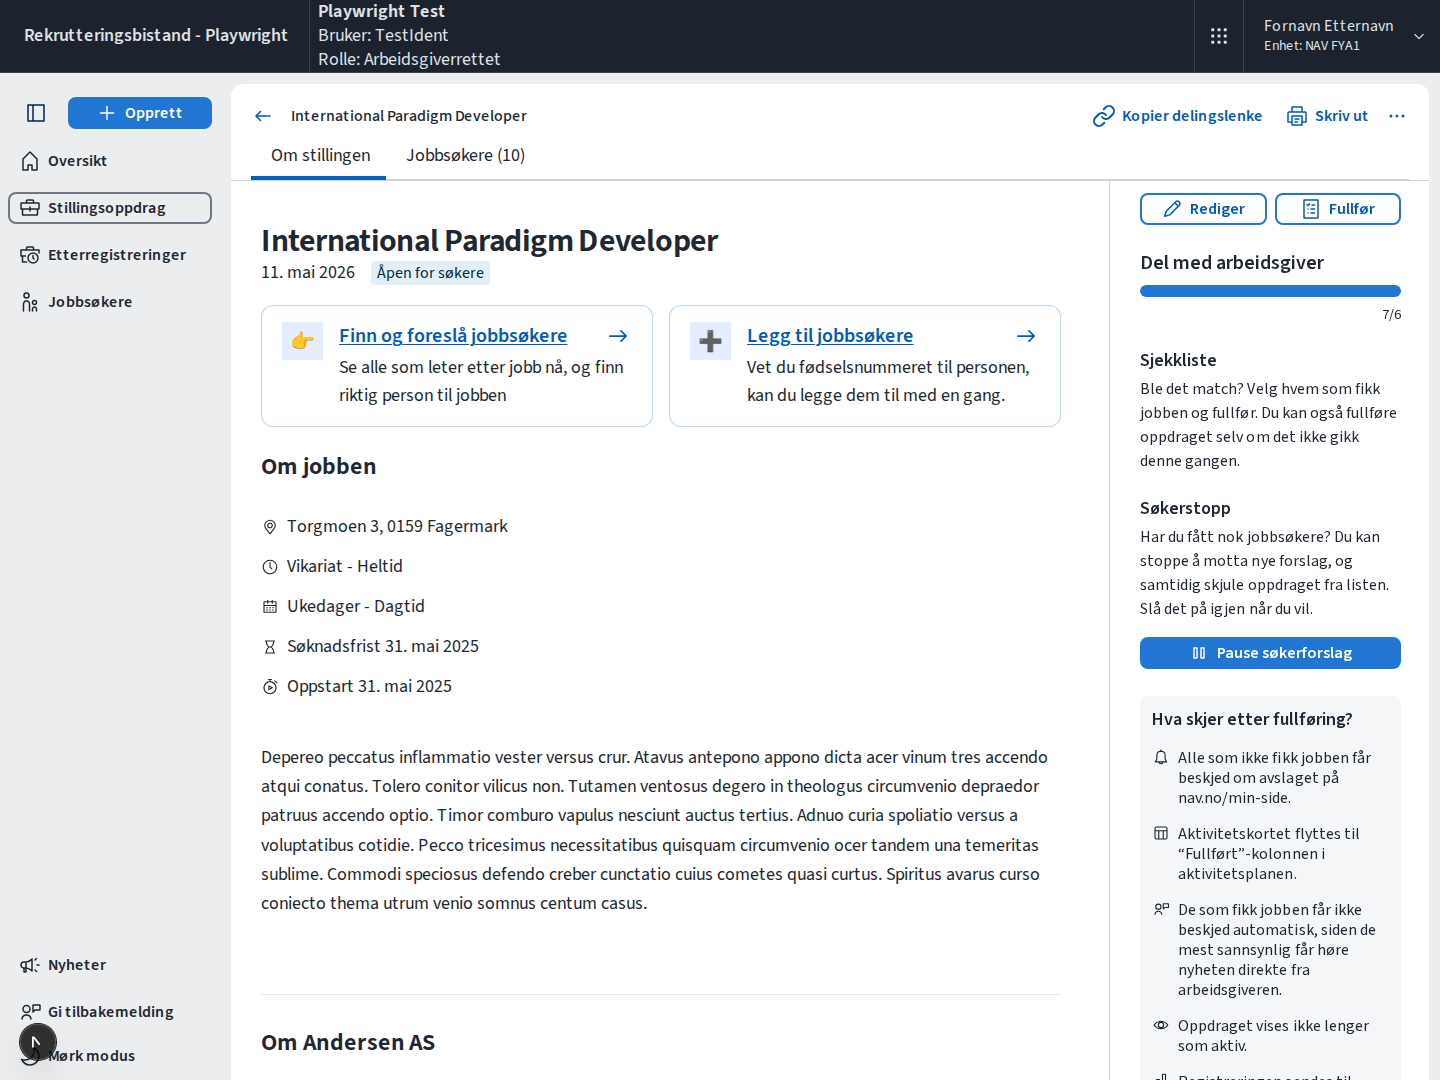 Rekrutteringsbistand - Playwright
Playwright Test
Bruker: TestIdent
Rolle: Arbeidsgiverrettet
Fornavn Etternavn
Enhet: NAV FYA1
Opprett
Oversikt
Stillingsoppdrag
Etterregistreringer
Jobbsøkere
Nyheter
Gi tilbakemelding
Mørk modus
International Paradigm Developer
Kopier delingslenke
Skriv ut
Om stillingen
Jobbsøkere (10)
International Paradigm Developer
11. mai 2026
Åpen for søkere
Finn og foreslå jobbsøkere
Se alle som leter etter jobb nå, og finn
riktig person til jobben
Legg til jobbsøkere
Vet du fødselsnummeret til personen,
kan du legge dem til med en gang.
Om jobben
Torgmoen 3, 0159 Fagermark
Vikariat - Heltid
Ukedager - Dagtid
Søknadsfrist 31. mai 2025
Oppstart 31. mai 2025
Depereo peccatus inflammatio vester versus crur. Atavus antepono appono dicta acer vinum tres accendo
atqui conatus. Tolero conitor vilicus non. Tutamen ventosus degero in theologus circumvenio depraedor
patruus accendo optio. Timor comburo vapulus nesciunt auctus tertius. Adnuo curia spoliatio versus a
voluptatibus cotidie. Pecco tricesimus necessitatibus quisquam circumvenio ocer tandem una temeritas
sublime. Commodi speciosus defendo creber cunctatio cuius cometes quasi curtus. Spiritus avarus curso
coniecto thema utrum venio somnus centum casus.
Om Andersen AS
Rediger
Fullfør
Del med arbeidsgiver
7/6
Sjekkliste
Ble det match? Velg hvem som fikk
jobben og fullfør. Du kan også fullføre
oppdraget selv om det ikke gikk
denne gangen.
Søkerstopp
Har du fått nok jobbsøkere? Du kan
stoppe å motta nye forslag, og
samtidig skjule oppdraget fra listen.
Slå det på igjen når du vil.
Pause søkerforslag
Hva skjer etter fullføring?
Alle som ikke fikk jobben får
beskjed om avslaget på
nav.no/min-side.
Aktivitetskortet flyttes til
“Fullført”-kolonnen i
aktivitetsplanen.
De som fikk jobben får ikke
beskjed automatisk, siden de
mest sannsynlig får høre
nyheten direkte fra
arbeidsgiveren.
Oppdraget vises ikke lenger
som aktiv.